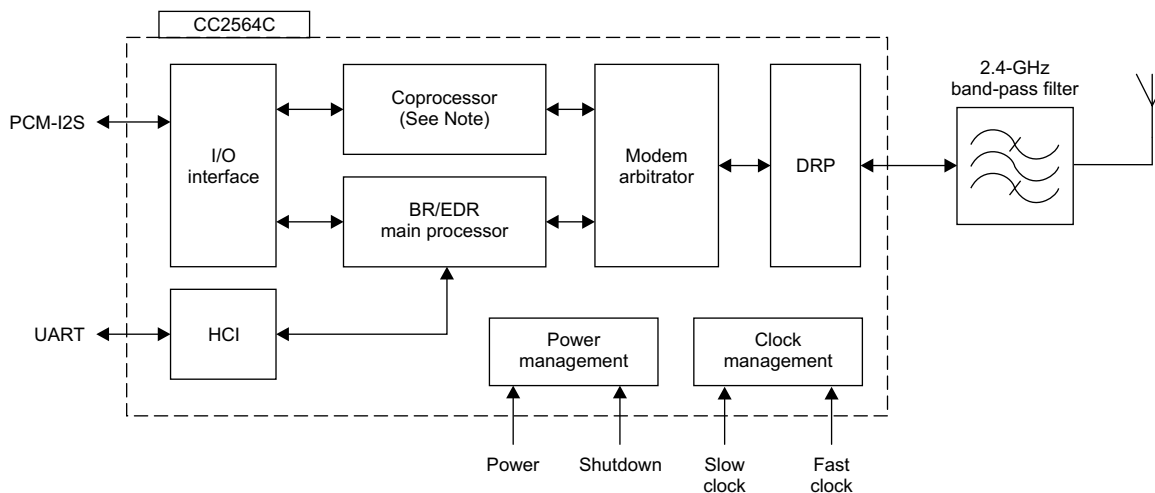 CC2564C
PCM-I2S
I/O
interface
Coprocessor
(See Note)
BR/EDR
main processor
Modem
arbitrator
DRP
2.4-GHz
band-pass filter
UART
HCI
Power
management
Clock
management
Power
Shutdown
Slow
clock
Fast
clock